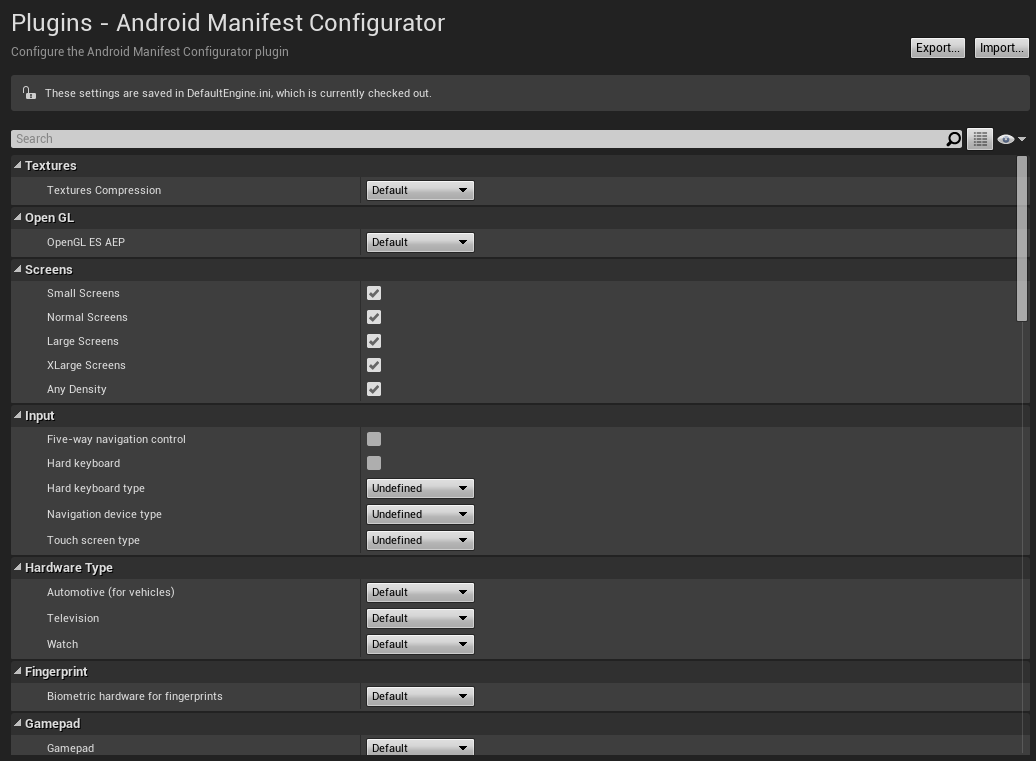 Plugins - Android Manifest Configurator
Configure the Android Manifest Configurator plugin
Export... Import...
These settings are saved in DefaultEngine.ini, which is currently checked out.
Search
Textures
Textures Compression Default
Open GL
OpenGL ES AEP Default
Screens
Small Screens
Normal Screens
Large Screens
XLarge Screens
Any Density
Input
Five-way navigation control
Hard keyboard
Hard keyboard type Undefined
Navigation device type Undefined
Touch screen type Undefined
Hardware Type
Automotive (for vehicles) Default
Television Default
Watch Default
Fingerprint
Biometric hardware for fingerprints Default
Gamepad
Gamepad Default